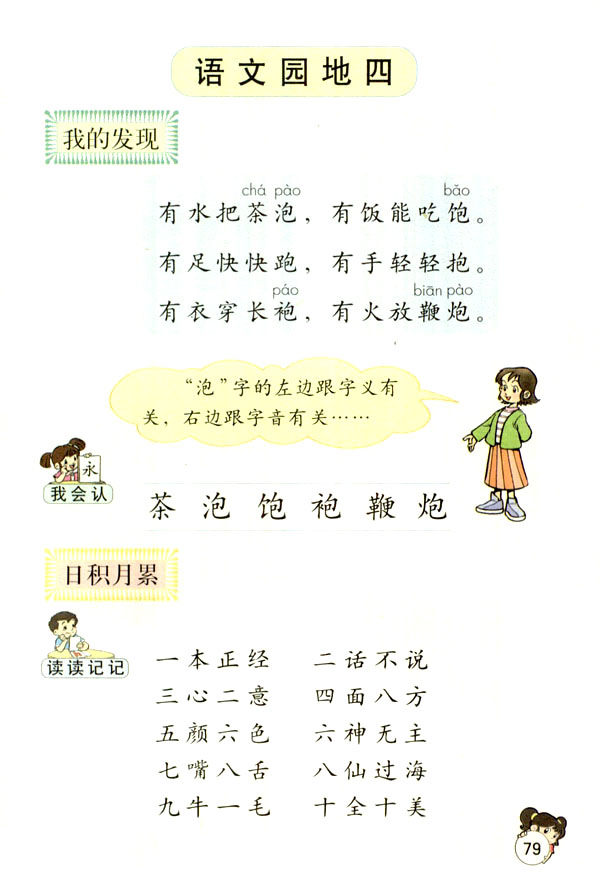 语文园地四
我的发现
chá pào bǎo
有水把茶泡，有饭能吃饱。
有足快快跑，有手轻轻抱。
páo biān pào
有衣穿长袍，有火放鞭炮。
“泡”字的左边跟字义有
关，右边跟字音有关……
永
我会认
茶 泡 饱 袍 鞭 炮
日积月累
读读记记
一本正经 二话不说
三心二意 四面八方
五颜六色 六神无主
七嘴八舌 八仙过海
九牛一毛 十全十美
79